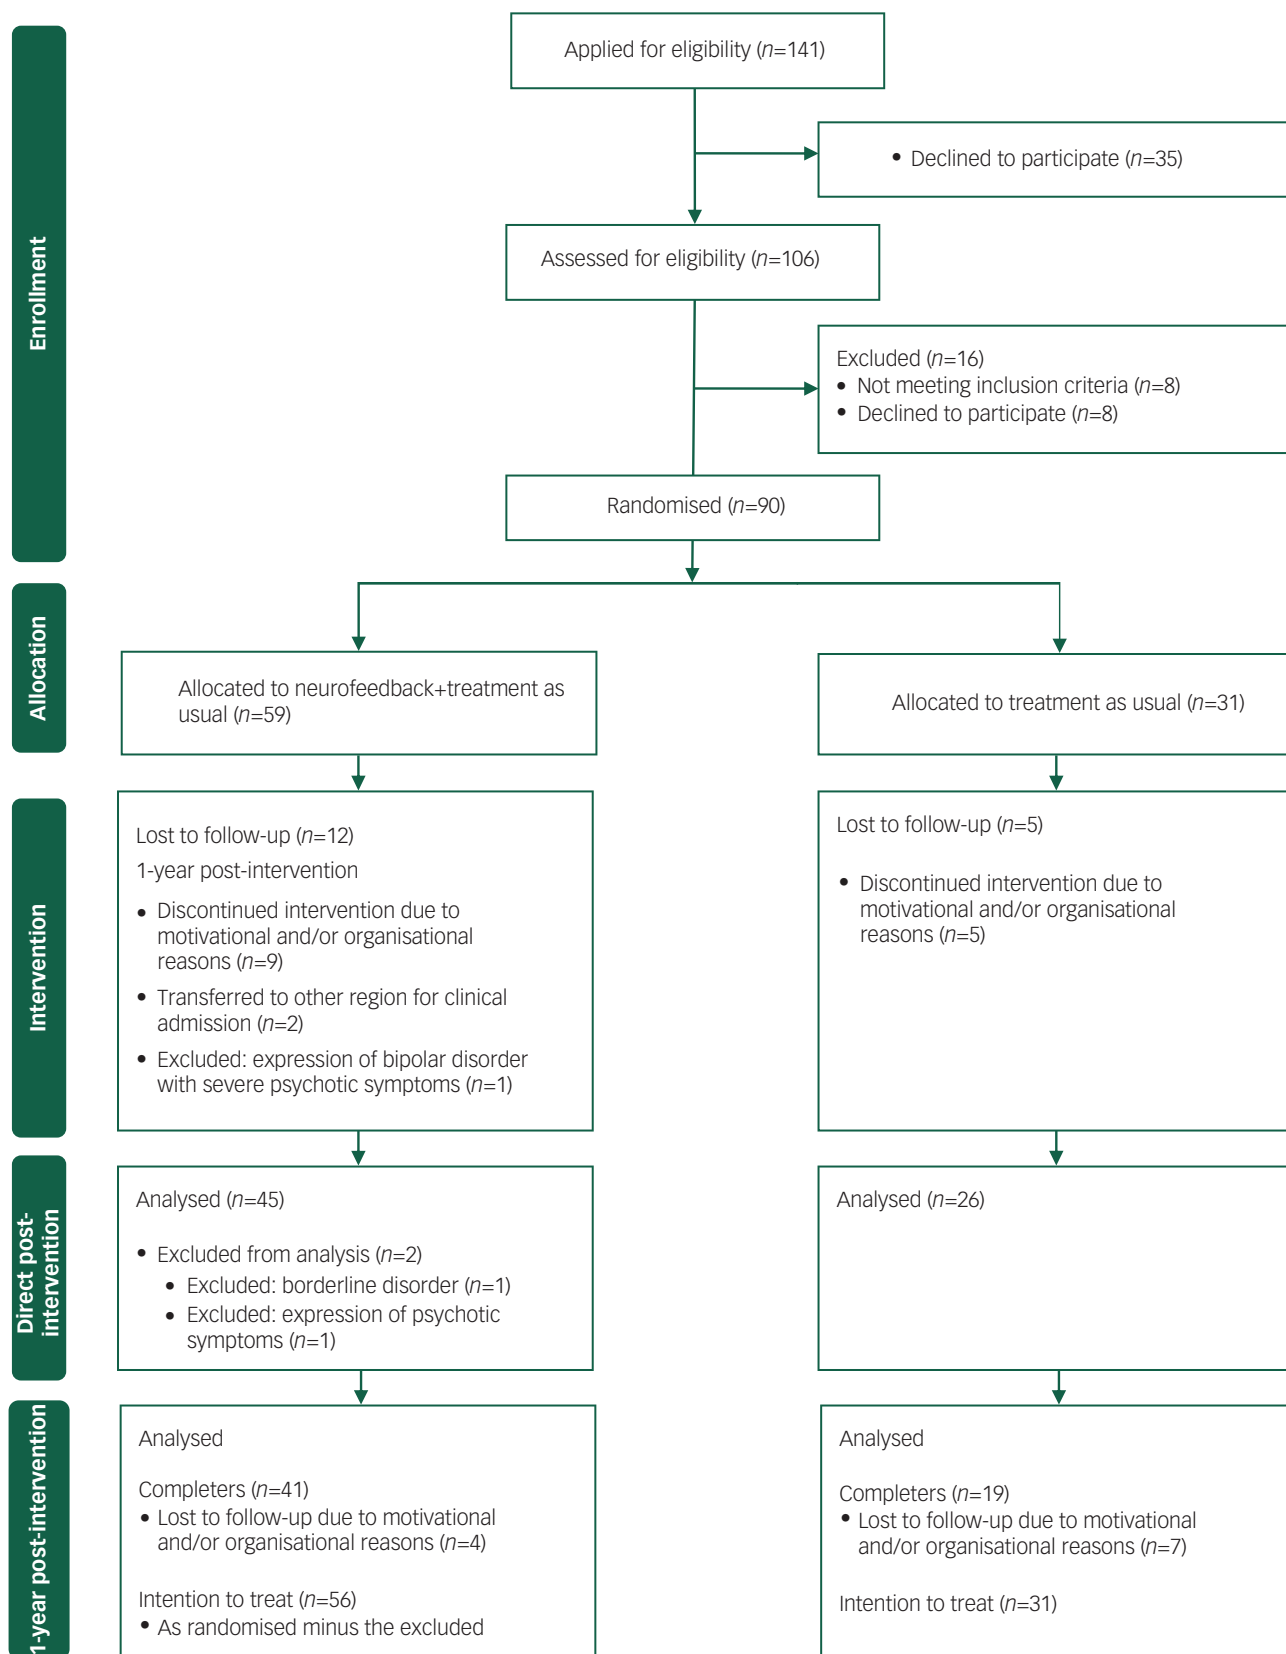 Enrollment
Applied for eligibility (n=141)
• Declined to participate (n=35)
Assessed for eligibility (n=106)
Excluded (n=16)
• Not meeting inclusion criteria (n=8)
• Declined to participate (n=8)
Randomised (n=90)
Allocation
Allocated to neurofeedback+treatment as
usual (n=59)
Allocated to treatment as usual (n=31)
Intervention
Lost to follow-up (n=12)
1-year post-intervention
• Discontinued intervention due to
motivational and/or organisational
reasons (n=9)
• Transferred to other region for clinical
admission (n=2)
• Excluded: expression of bipolar disorder
with severe psychotic symptoms (n=1)
Lost to follow-up (n=5)
• Discontinued intervention due to
motivational and/or organisational
reasons (n=5)
Direct post-
intervention
Analysed (n=45)
• Excluded from analysis (n=2)
• Excluded: borderline disorder (n=1)
• Excluded: expression of psychotic
symptoms (n=1)
Analysed (n=26)
1-year post-intervention
Analysed
Completers (n=41)
• Lost to follow-up due to motivational
and/or organisational reasons (n=4)
Intention to treat (n=56)
• As randomised minus the excluded
Analysed
Completers (n=19)
• Lost to follow-up due to motivational
and/or organisational reasons (n=7)
Intention to treat (n=31)